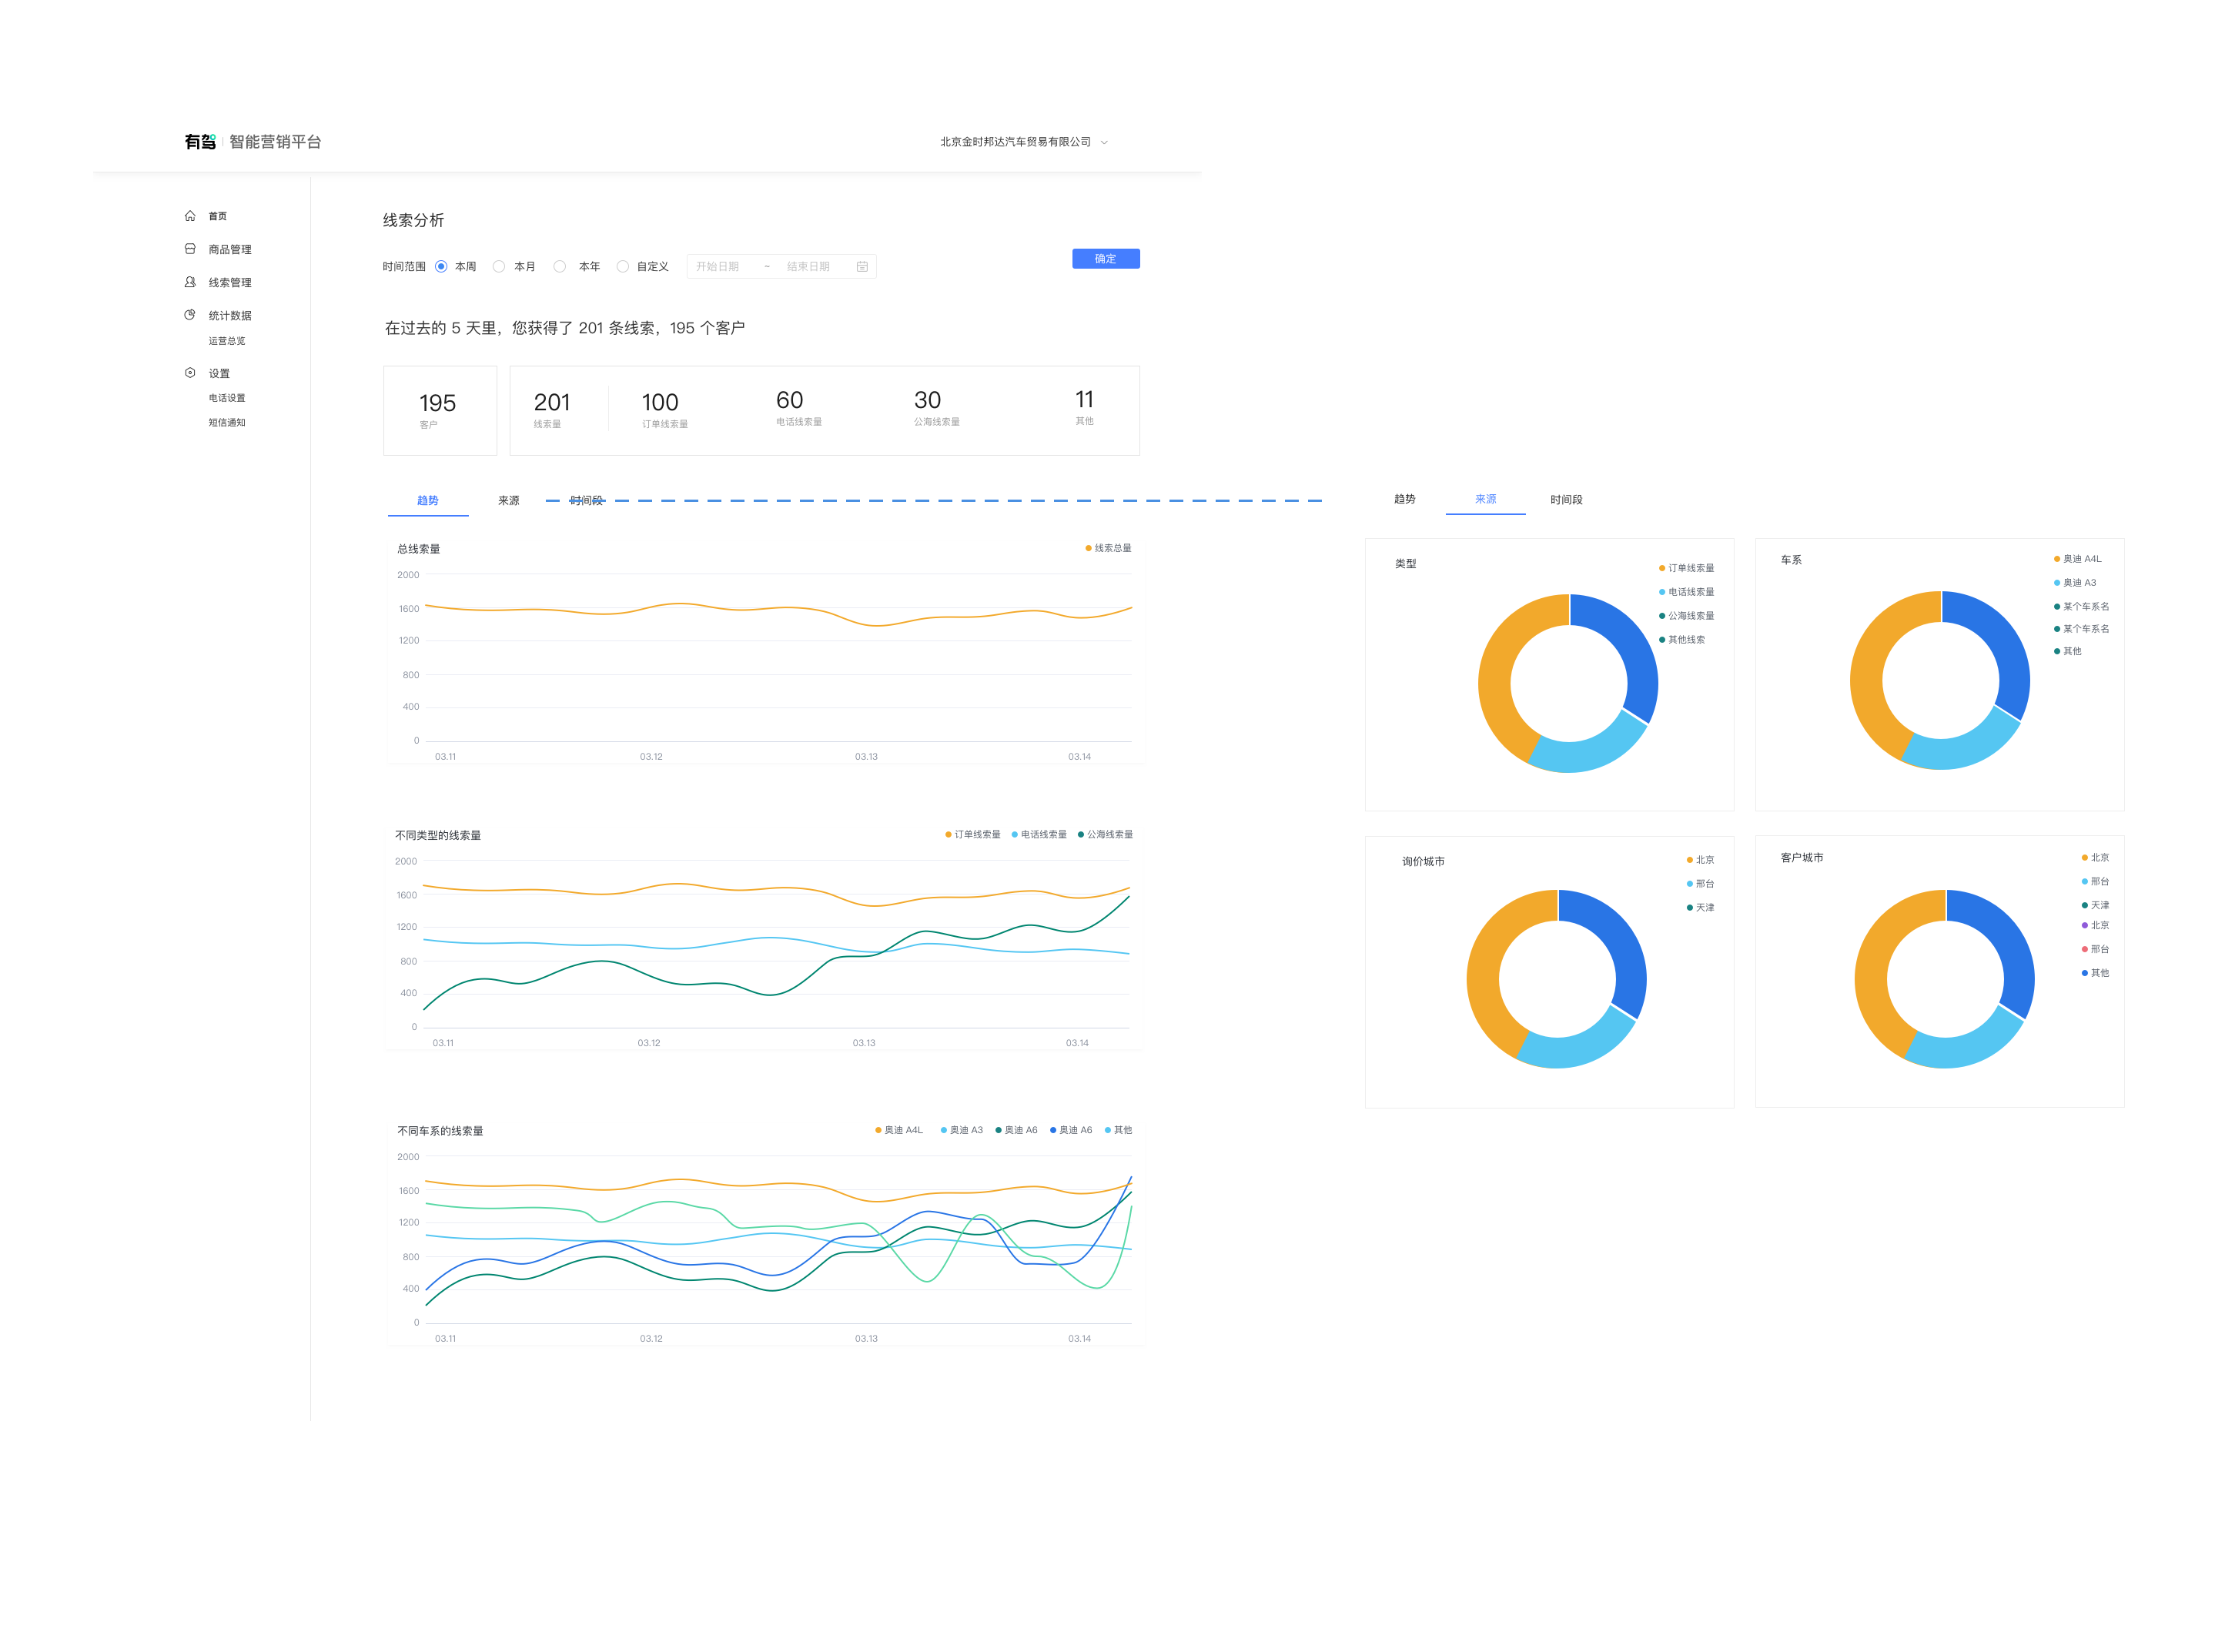 有驾 智能营销平台
北京金时邦达汽车贸易有限公司
首页
商品管理
线索管理
统计数据
运营总览
设置
电话设置
短信通知
线索分析
时间范围 本周 本月 本年 自定义 开始日期 ~ 结束日期
确定
在过去的 5 天里，您获得了 201 条线索，195 个客户
195
客户
201
线索量
100
订单线索量
60
电话线索量
30
公海线索量
11
其他
趋势 来源 时间段
总线索量
线索总量
2000
1600
1200
800
400
0
03.11 03.12 03.13 03.14
不同类型的线索量
订单线索量 电话线索量 公海线索量
2000
1600
1200
800
400
0
03.11 03.12 03.13 03.14
不同车系的线索量
奥迪 A4L 奥迪 A3 奥迪 A6 奥迪 A6 其他
2000
1600
1200
800
400
0
03.11 03.12 03.13 03.14
趋势 来源 时间段
类型
订单线索量
电话线索量
公海线索量
其他线索
车系
奥迪 A4L
奥迪 A3
某个车系名
某个车系名
其他
询价城市
北京
邢台
天津
客户城市
北京
邢台
天津
北京
邢台
其他